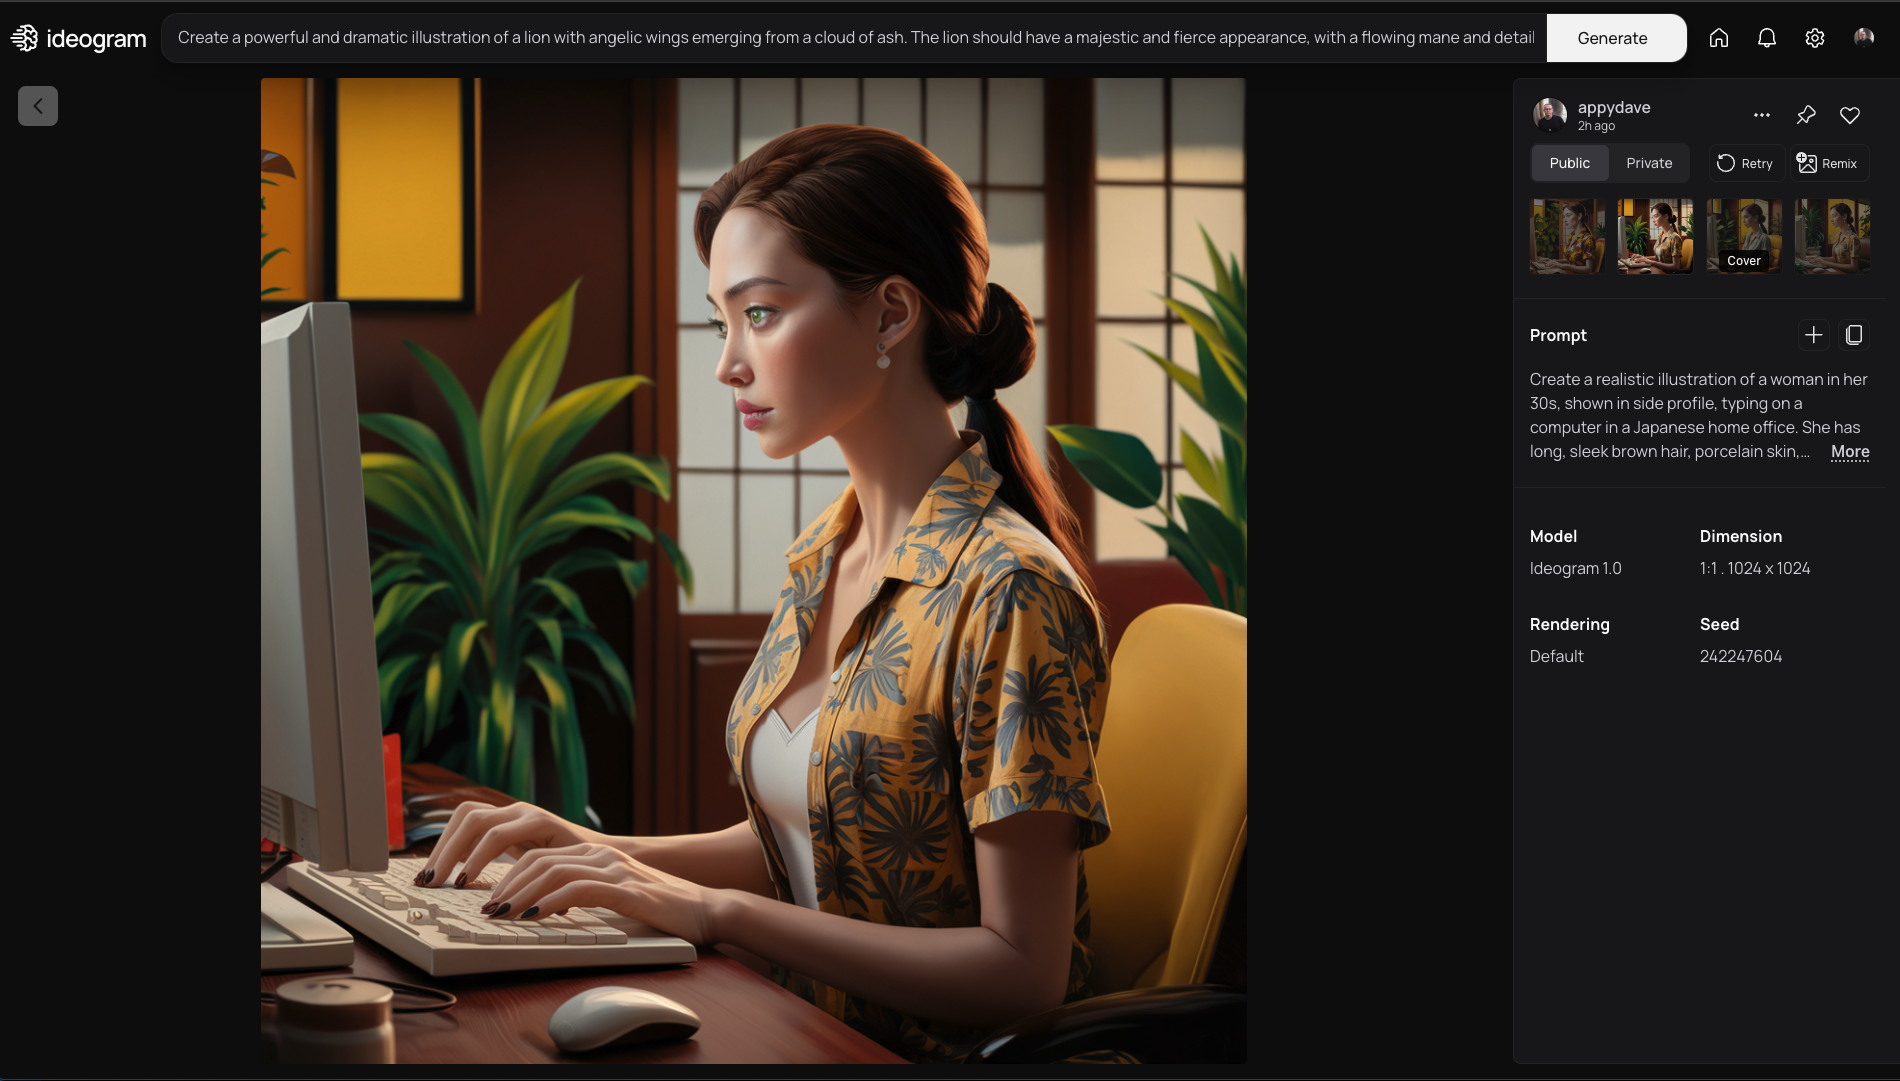 ideogram
Create a powerful and dramatic illustration of a lion with angelic wings emerging from a cloud of ash. The lion should have a majestic and fierce appearance, with a flowing mane and detail
Generate
appydave
2h ago
Public
Private
Retry
Remix
Cover
Prompt
Create a realistic illustration of a woman in her
30s, shown in side profile, typing on a
computer in a Japanese home office. She has
long, sleek brown hair, porcelain skin,... More
Model
Dimension
Ideogram 1.0
1:1 . 1024 x 1024
Rendering
Seed
Default
242247604